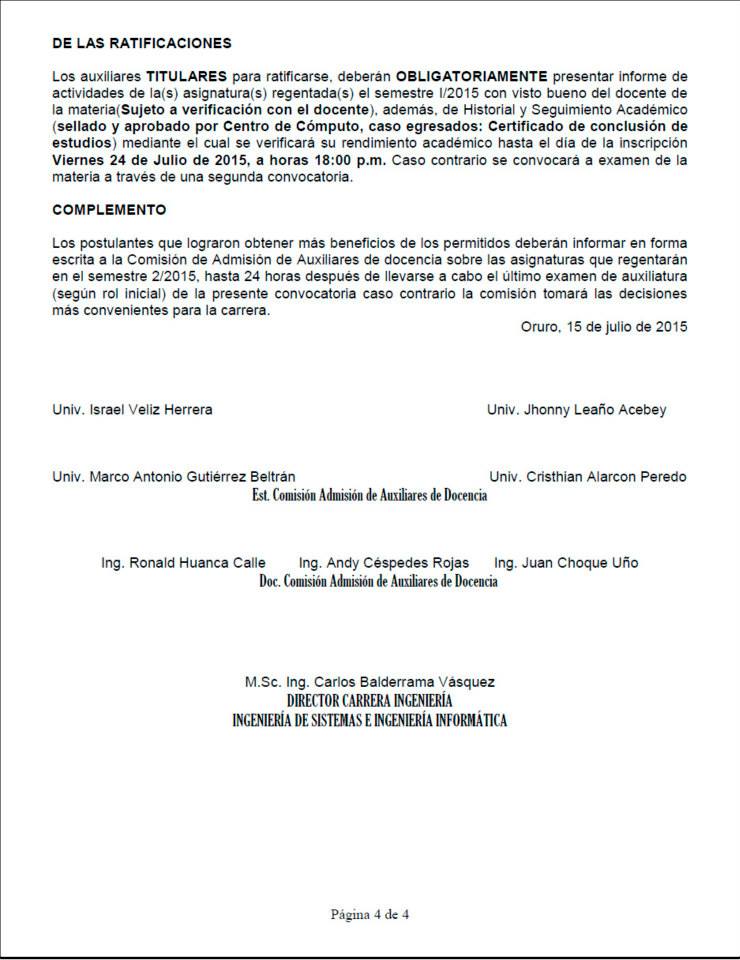 DE LAS RATIFICACIONES
Los auxiliares TITULARES para ratificarse, deberán OBLIGATORIAMENTE presentar informe de
actividades de la(s) asignatura(s) regentada(s) el semestre I/2015 con visto bueno del docente de
la materia(Sujeto a verificación con el docente), además, de Historial y Seguimiento Académico
(sellado y aprobado por Centro de Cómputo, caso egresados: Certificado de conclusión de
estudios) mediante el cual se verificará su rendimiento académico hasta el día de la inscripción
Viernes 24 de Julio de 2015, a horas 18:00 p.m. Caso contrario se convocará a examen de la
materia a través de una segunda convocatoria.
COMPLEMENTO
Los postulantes que lograron obtener más beneficios de los permitidos deberán informar en forma
escrita a la Comisión de Admisión de Auxiliares de docencia sobre las asignaturas que regentarán
en el semestre 2/2015, hasta 24 horas después de llevarse a cabo el último examen de auxiliatura
(según rol inicial) de la presente convocatoria caso contrario la comisión tomará las decisiones
más convenientes para la carrera.
Oruro, 15 de julio de 2015
Univ. Israel Veliz Herrera Univ. Jhonny Leaño Acebey
Univ. Marco Antonio Gutiérrez Beltrán Univ. Cristhian Alarcon Peredo
Est. Comisión Admisión de Auxiliares de Docencia
Ing. Ronald Huanca Calle Ing. Andy Céspedes Rojas Ing. Juan Choque Uño
Doc. Comisión Admisión de Auxiliares de Docencia
M.Sc. Ing. Carlos Balderrama Vásquez
DIRECTOR CARRERA INGENIERÍA
INGENIERÍA DE SISTEMAS E INGENIERÍA INFORMÁTICA
Página 4 de 4